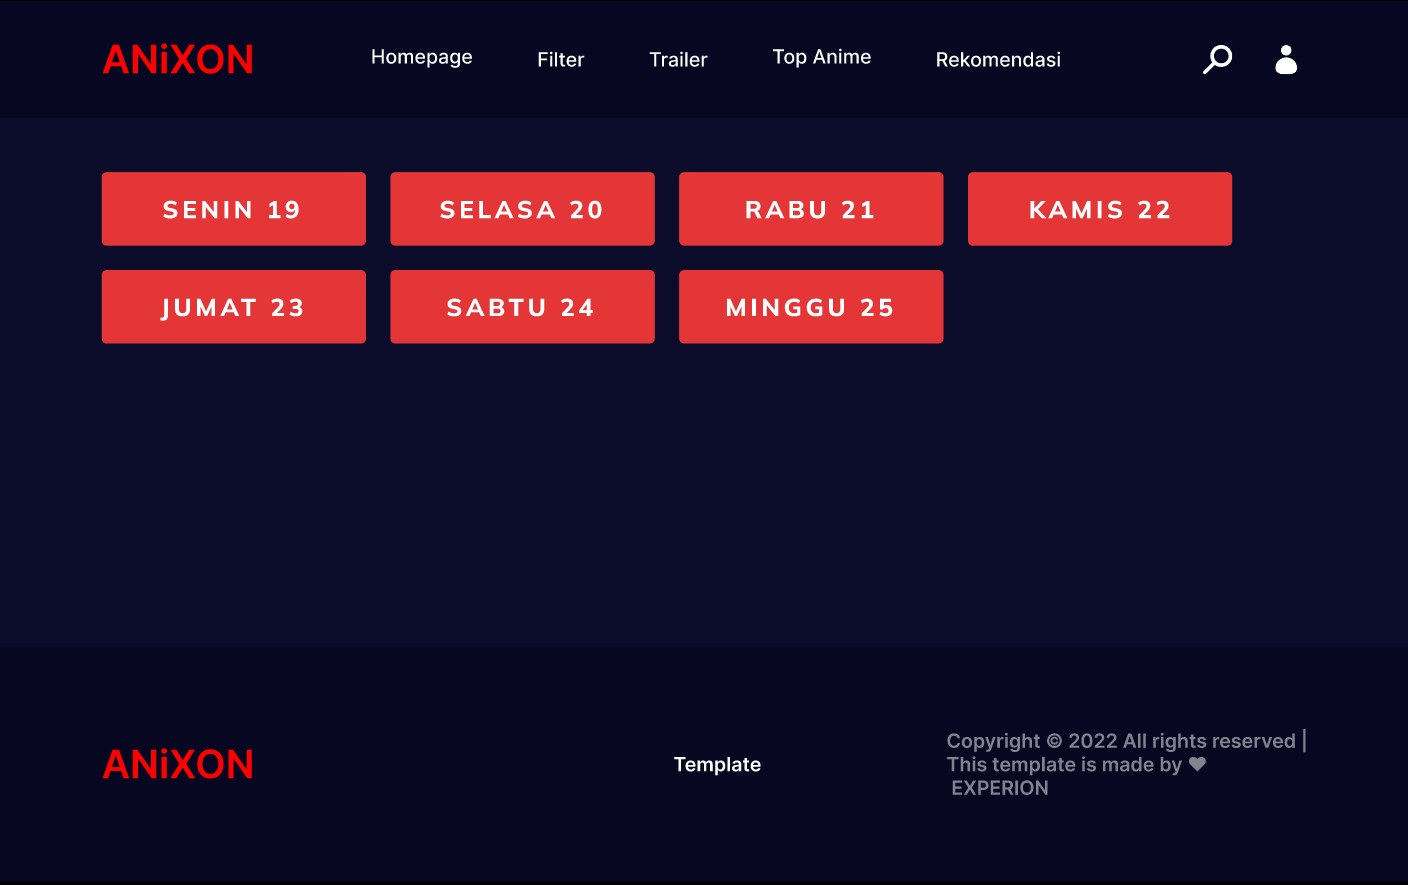 ANiXON
Homepage
Filter
Trailer
Top Anime
Rekomendasi
SENIN 19
SELASA 20
RABU 21
KAMIS 22
JUMAT 23
SABTU 24
MINGGU 25
ANiXON
Template
Copyright © 2022 All rights reserved |
This template is made by ♥
EXPERION